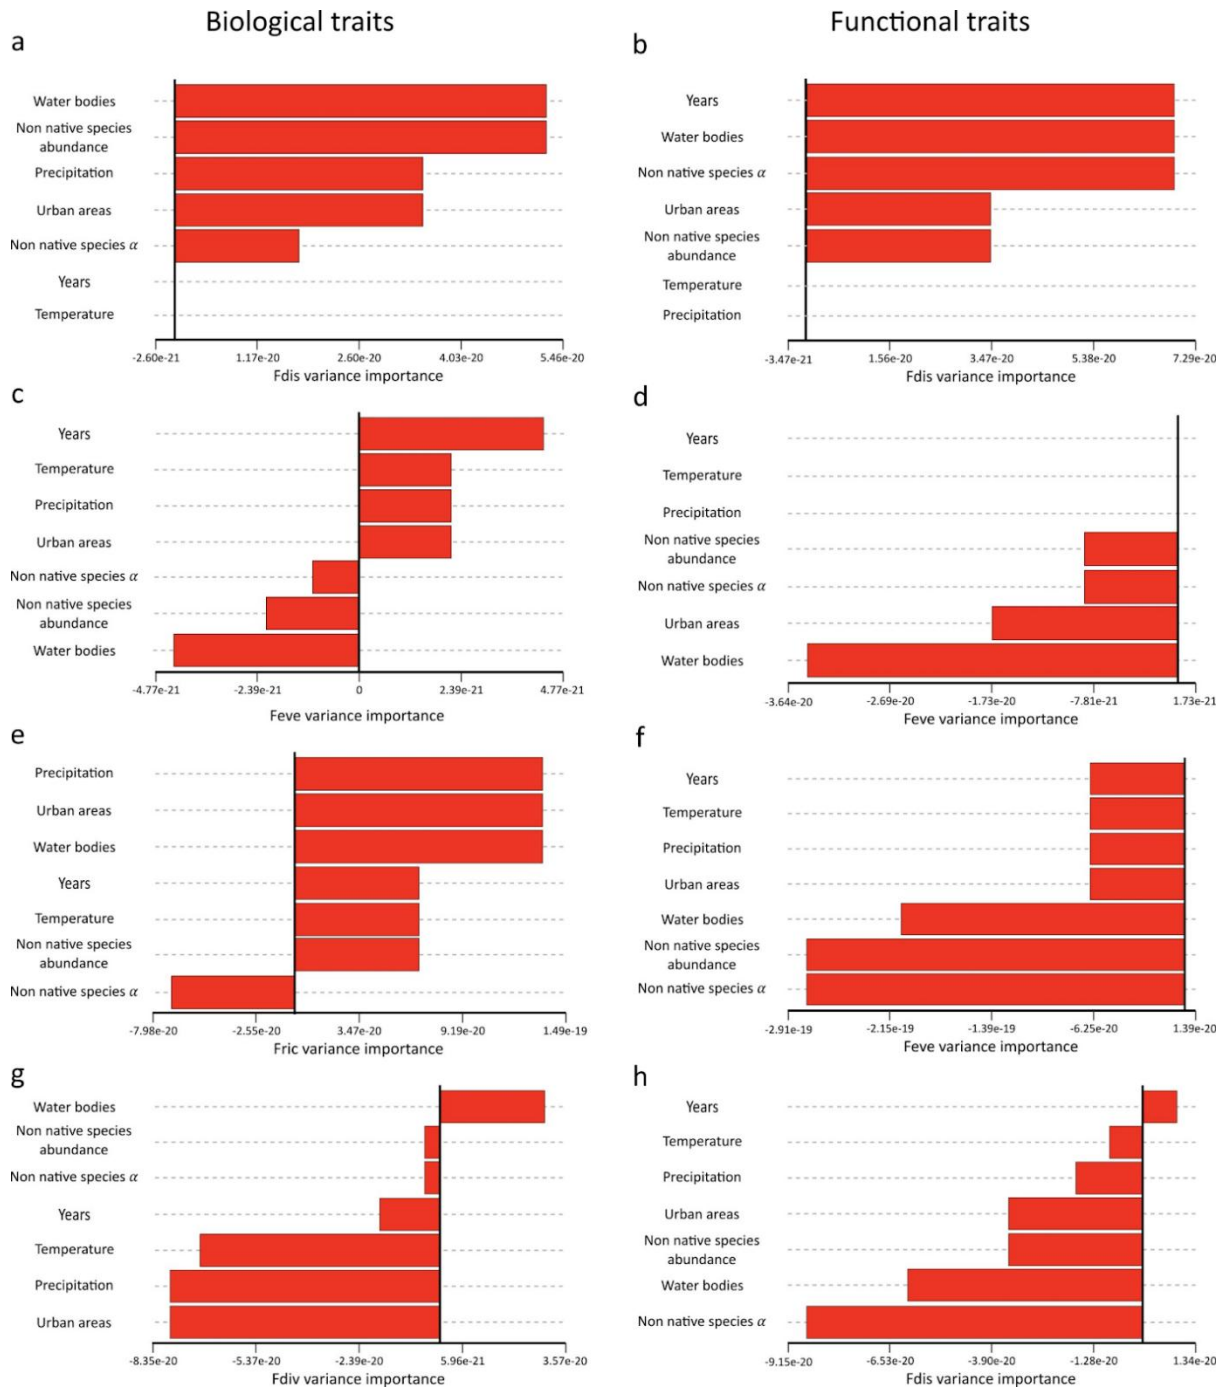 Biological traits
Functional traits
a
Water bodies
Non native species
abundance
Precipitation
Urban areas
Non native species α
Years
Temperature
-2.60e-21 1.17e-20 2.60e-20 4.03e-20 5.46e-20
Fdis variance importance
b
Years
Water bodies
Non native species α
Urban areas
Non native species
abundance
Temperature
Precipitation
-3.47e-21 1.56e-20 3.47e-20 5.38e-20 7.29e-20
Fdis variance importance
c
Years
Temperature
Precipitation
Urban areas
Non native species α
Non native species
abundance
Water bodies
-4.77e-21 -2.39e-21 0 2.39e-21 4.77e-21
Feve variance importance
d
Years
Temperature
Precipitation
Non native species
abundance
Non native species α
Urban areas
Water bodies
-3.64e-20 -2.69e-20 -1.73e-20 -7.81e-21 1.73e-21
Feve variance importance
e
Precipitation
Urban areas
Water bodies
Years
Temperature
Non native species
abundance
Non native species α
-7.98e-20 -2.55e-20 3.47e-20 9.19e-20 1.49e-19
Fric variance importance
f
Years
Temperature
Precipitation
Urban areas
Water bodies
Non native species
abundance
Non native species α
-2.91e-19 -2.15e-19 -1.39e-19 -6.25e-20 1.39e-20
Feve variance importance
g
Water bodies
Non native species
abundance
Non native species α
Years
Temperature
Precipitation
Urban areas
-8.35e-20 -5.37e-20 -2.39e-20 5.96e-21 3.57e-20
Fdiv variance importance
h
Years
Temperature
Precipitation
Urban areas
Non native species
abundance
Water bodies
Non native species α
-9.15e-20 -6.53e-20 -3.90e-20 -1.28e-20 1.34e-20
Fdis variance importance